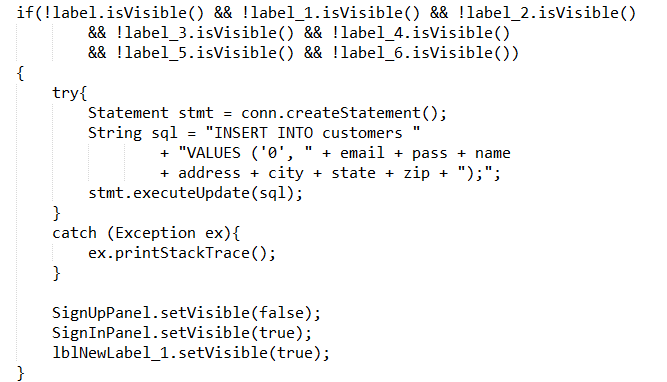 if(!label.isVisible() && !label_1.isVisible() && !label_2.isVisible()
        && !label_3.isVisible() && !label_4.isVisible()
        && !label_5.isVisible() && !label_6.isVisible())
{
    try{
        Statement stmt = conn.createStatement();
        String sql = "INSERT INTO customers "
                + "VALUES ('0', " + email + pass + name
                + address + city + state + zip + ");";
        stmt.executeUpdate(sql);
    }
    catch (Exception ex){
        ex.printStackTrace();
    }

    SignUpPanel.setVisible(false);
    SignInPanel.setVisible(true);
    lblNewLabel_1.setVisible(true);
}